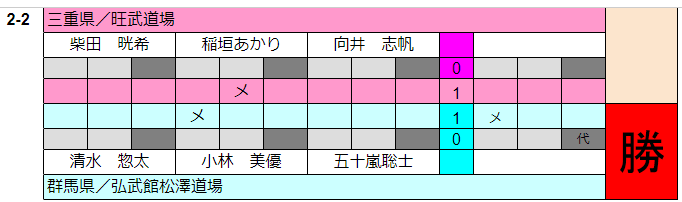 2-2
三重県／旺武道場
柴田　晄希 稲垣あかり 向井　志帆
0
メ 1
メ 1 メ
0 代
勝
清水　惣太 小林　美優 五十嵐聡士
群馬県／弘武館松澤道場